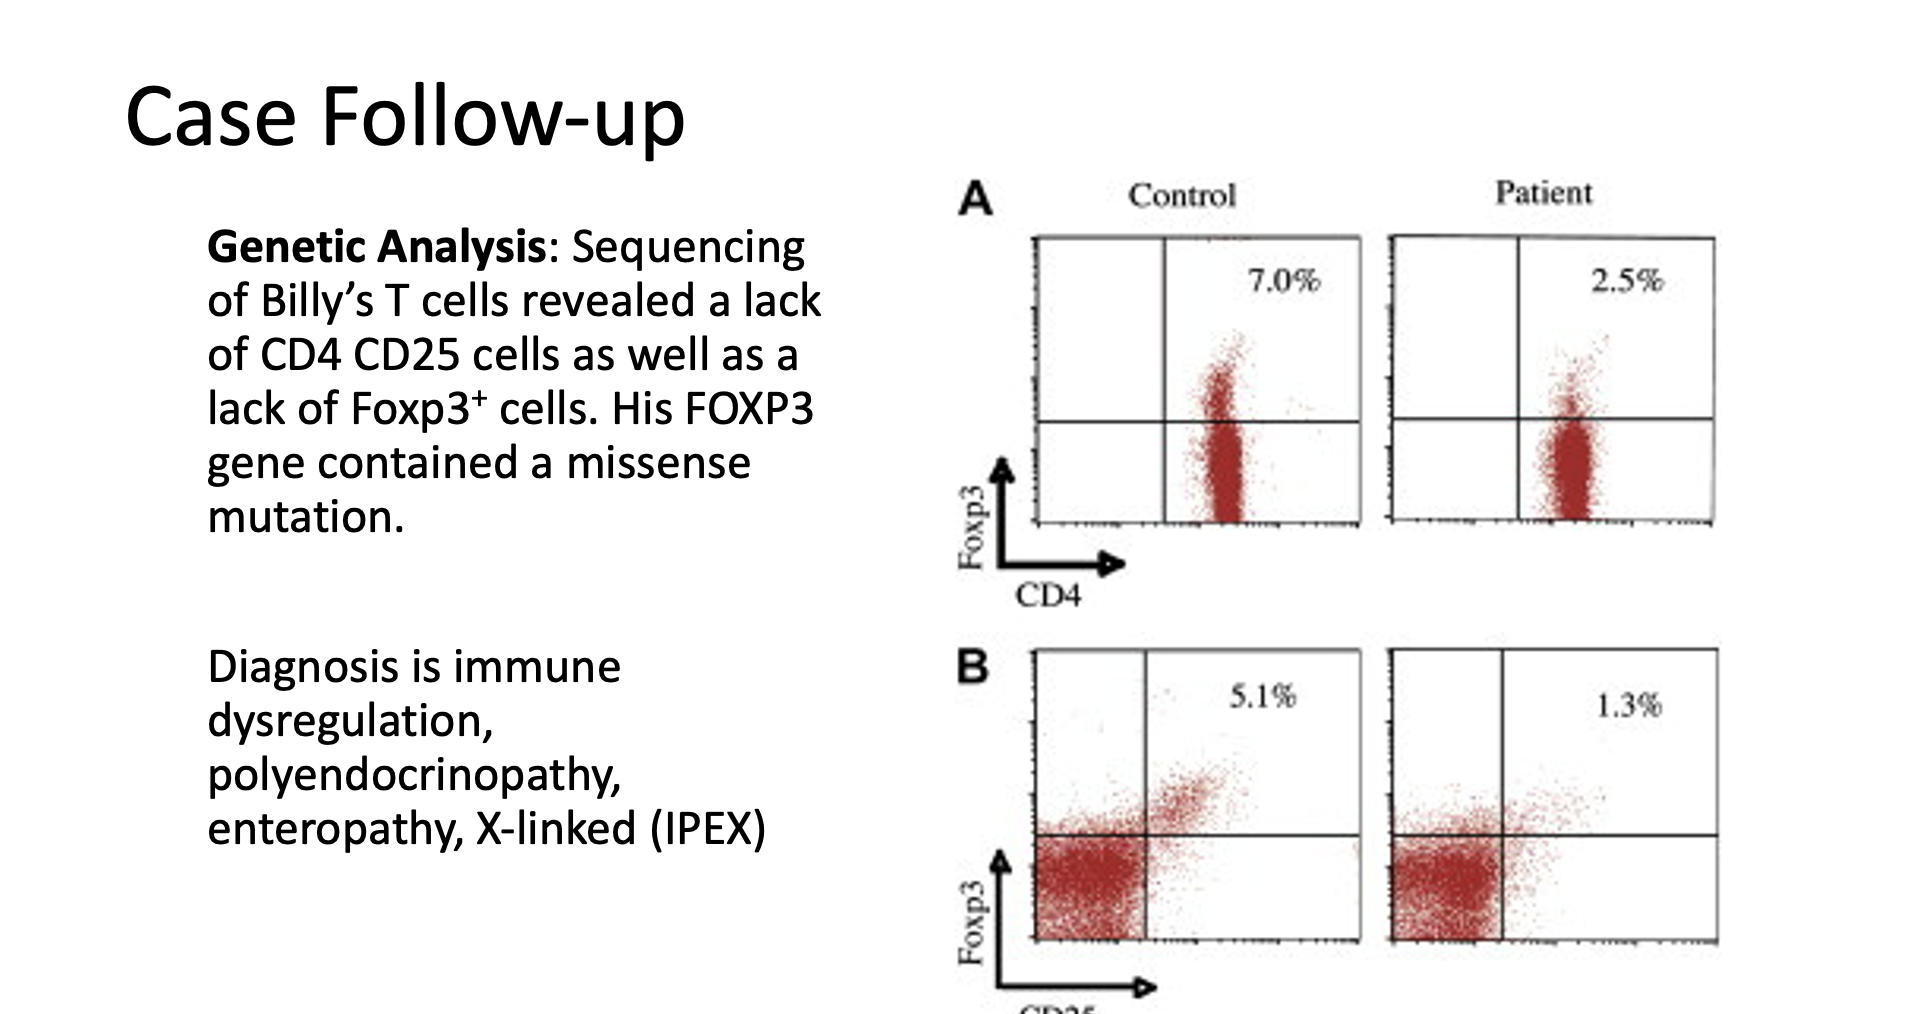 Case Follow-up
Genetic Analysis: Sequencing
of Billy’s T cells revealed a lack
of CD4 CD25 cells as well as a
lack of Foxp3⁺ cells. His FOXP3
gene contained a missense
mutation.
Diagnosis is immune
dysregulation,
polyendocrinopathy,
enteropathy, X-linked (IPEX)
A
Control
Patient
7.0%
2.5%
Foxp3
CD4
B
5.1%
1.3%
Foxp3
CD25